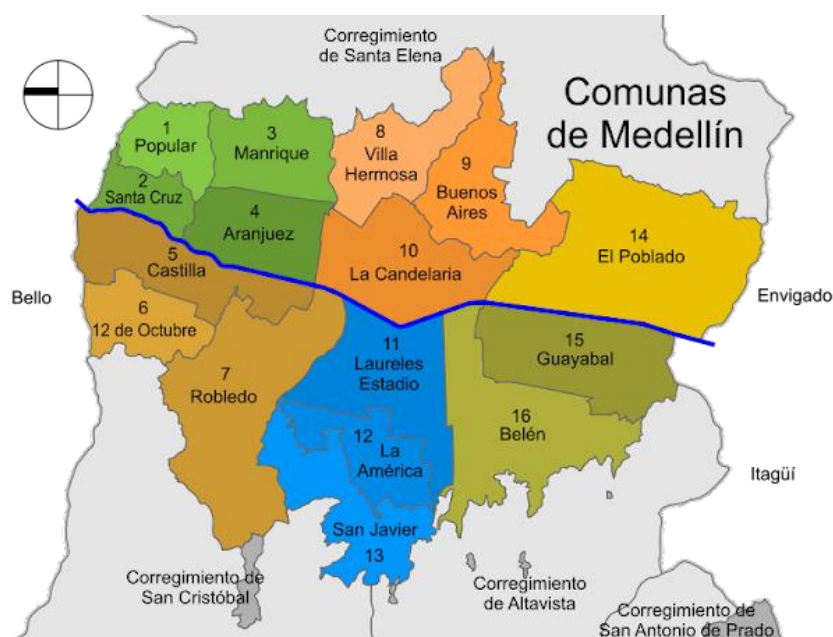 Corregimiento
de Santa Elena
Comunas
de Medellín
1
Popular
3
Manrique
8
Villa
Hermosa
9
Buenos
Aires
2
Santa Cruz
4
Aranjuez
14
El Poblado
10
La Candelaria
5
Castilla
Bello
Envigado
6
12 de Octubre
11
Laureles
Estadio
15
Guayabal
7
Robledo
16
Belén
12
La
América
Itagüí
San Javier
13
Corregimiento de
San Cristóbal
Corregimiento
de Altavista
Corregimiento de
San Antonio de Prado